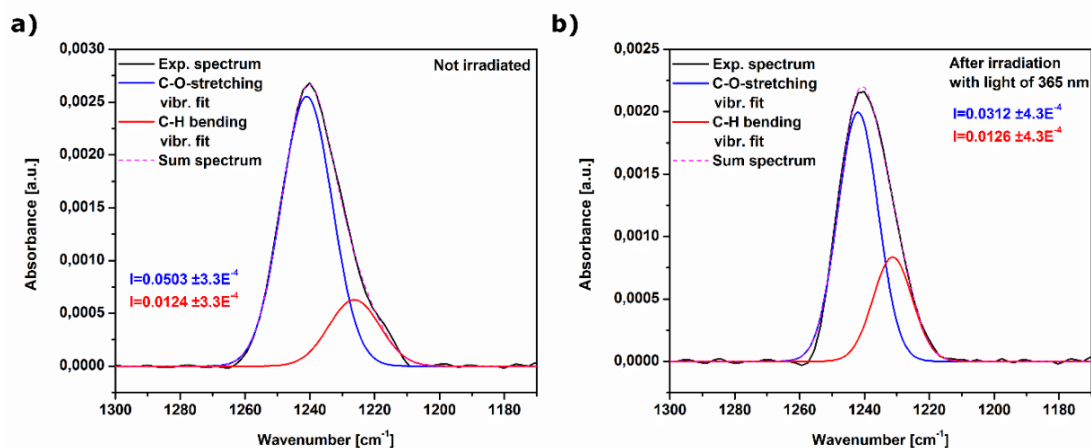 a)
0,0030
0,0025
0,0020
0,0015
0,0010
0,0005
0,0000
Absorbance [a.u.]
Exp. spectrum
C-O-stretching
vibr. fit
C-H bending
vibr. fit
Sum spectrum
Not irradiated
I=0.0503 ±3.3E⁻⁴
I=0.0124 ±3.3E⁻⁴
1300 1280 1260 1240 1220 1200 1180
Wavenumber [cm⁻¹]
b)
0,0025
0,0020
0,0015
0,0010
0,0005
0,0000
Absorbance [a.u.]
Exp. spectrum
C-O-stretching
vibr. fit
C-H bending
vibr. fit
Sum spectrum
After irradiation
with light of 365 nm
I=0.0312 ±4.3E⁻⁴
I=0.0126 ±4.3E⁻⁴
1300 1280 1260 1240 1220 1200 1180
Wavenumber [cm⁻¹]